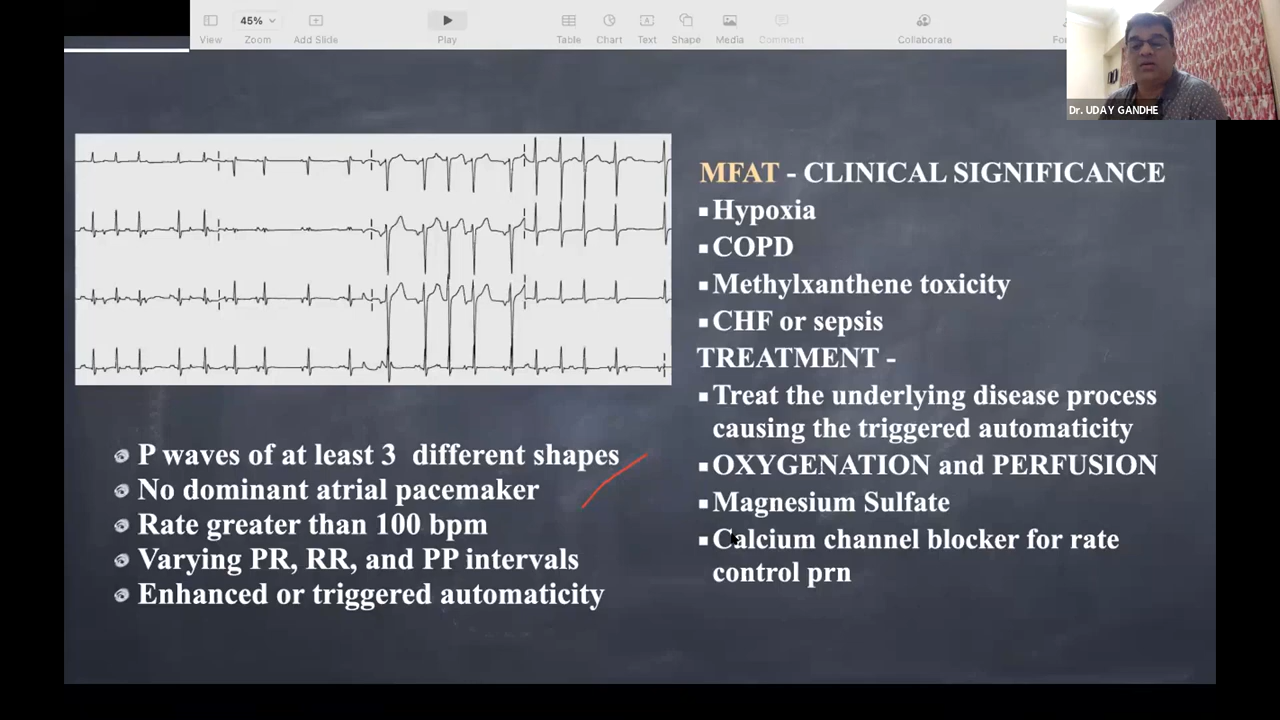 45%
View
Zoom
Add Slide
Play
Table
Chart
Text
Shape
Media
Comment
Collaborate
Dr. UDAY GANDHE
MFAT - CLINICAL SIGNIFICANCE
▪Hypoxia
▪COPD
▪Methylxanthene toxicity
▪CHF or sepsis
TREATMENT -
▪Treat the underlying disease process
causing the triggered automaticity
▪OXYGENATION and PERFUSION
▪Magnesium Sulfate
▪Calcium channel blocker for rate
control prn
P waves of at least 3 different shapes
No dominant atrial pacemaker
Rate greater than 100 bpm
Varying PR, RR, and PP intervals
Enhanced or triggered automaticity